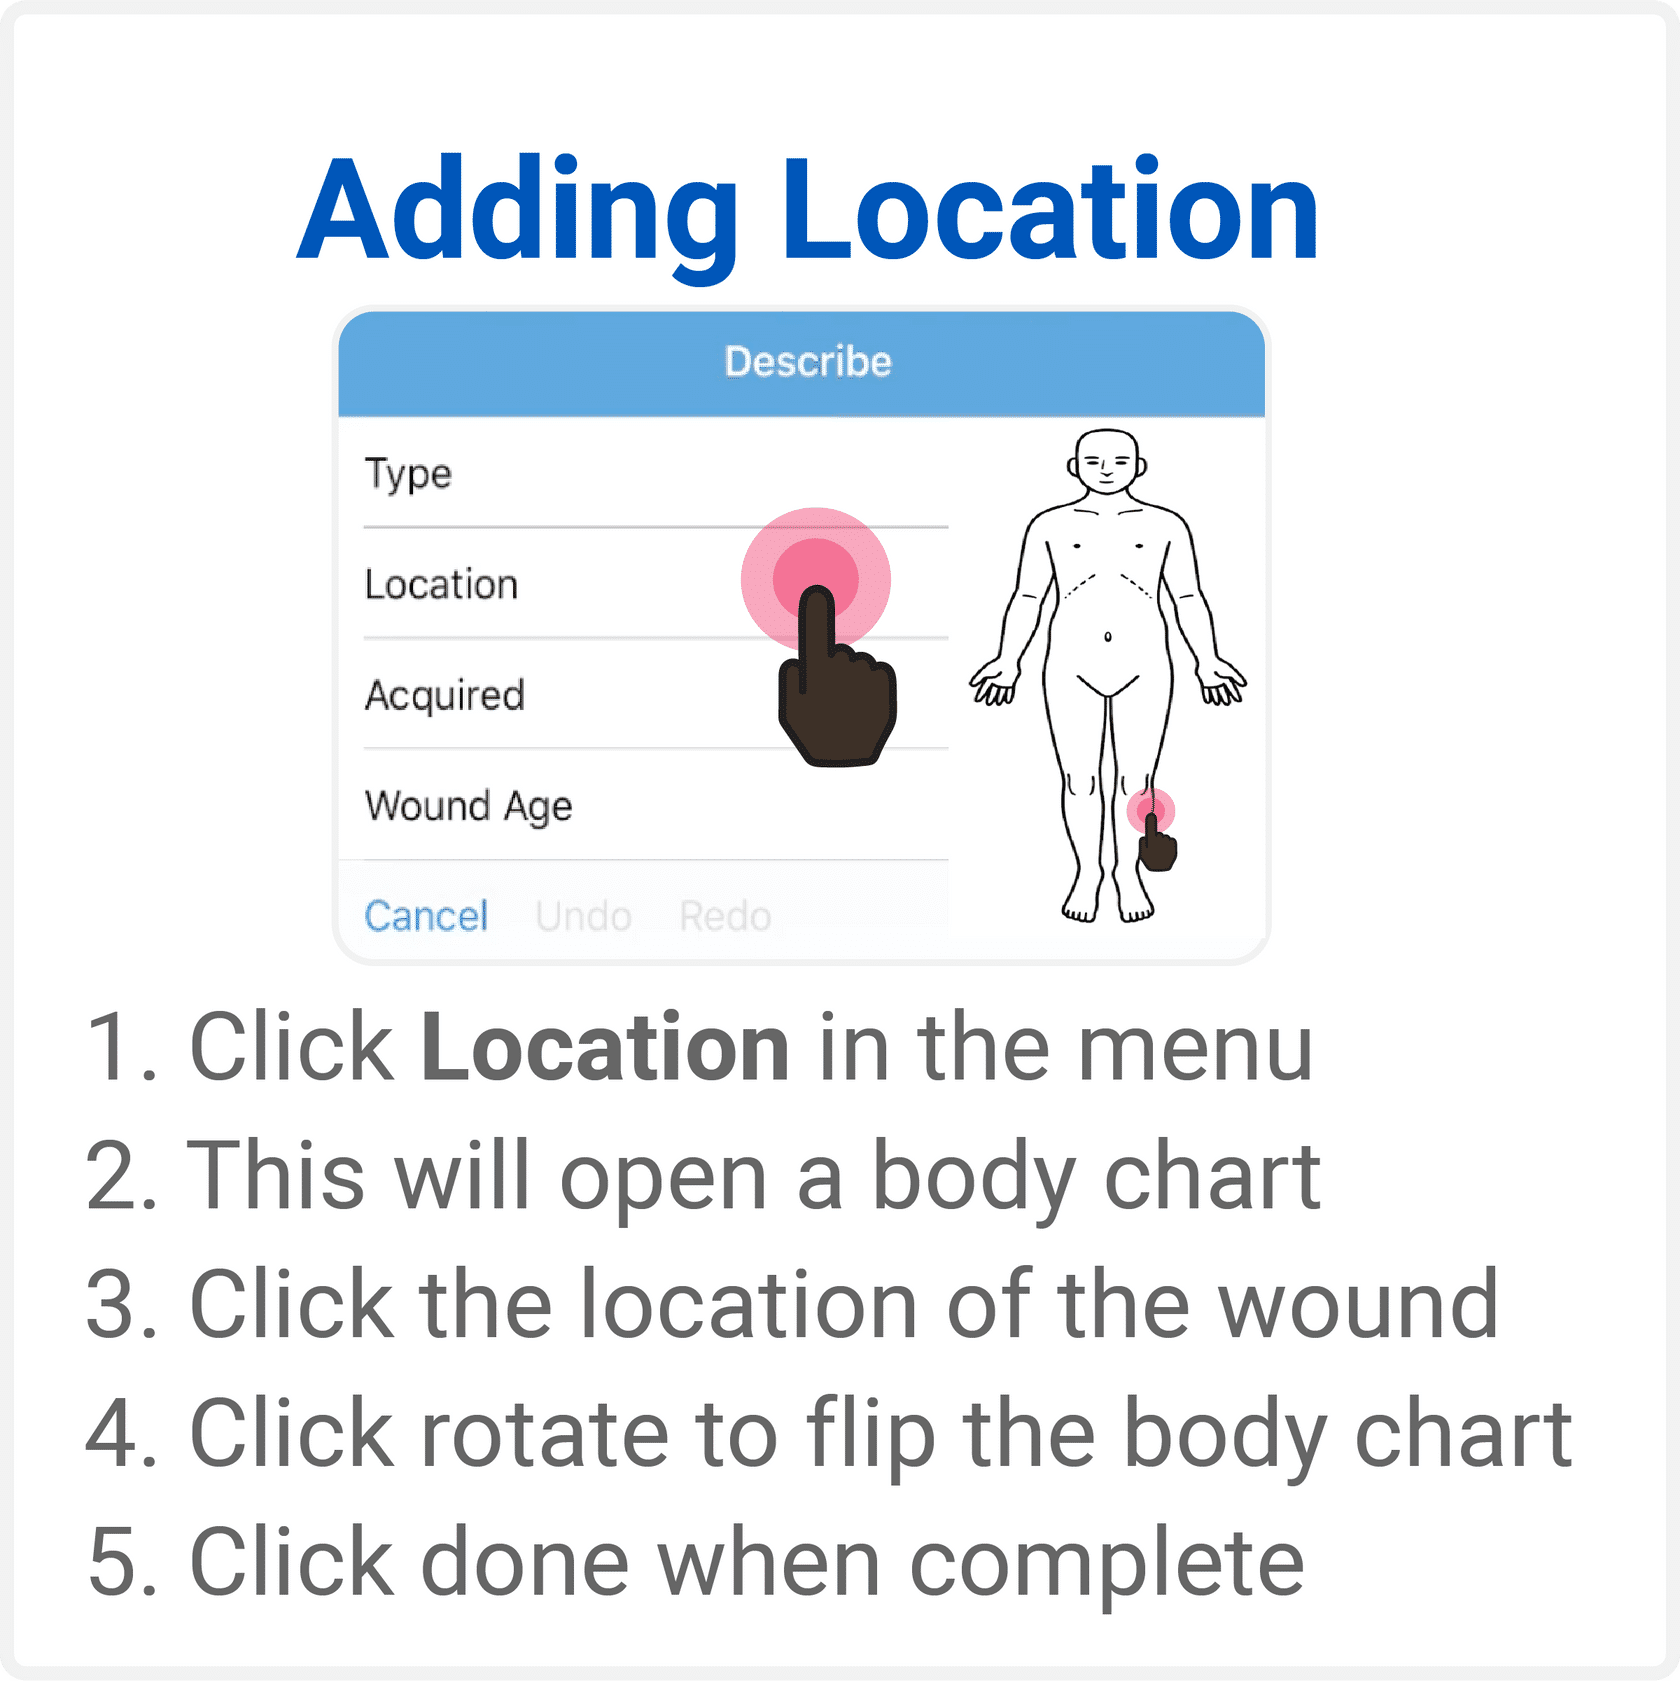 Adding Location
Describe
Type
Location
Acquired
Wound Age
Cancel Undo Redo
1. Click Location in the menu
2. This will open a body chart
3. Click the location of the wound
4. Click rotate to flip the body chart
5. Click done when complete